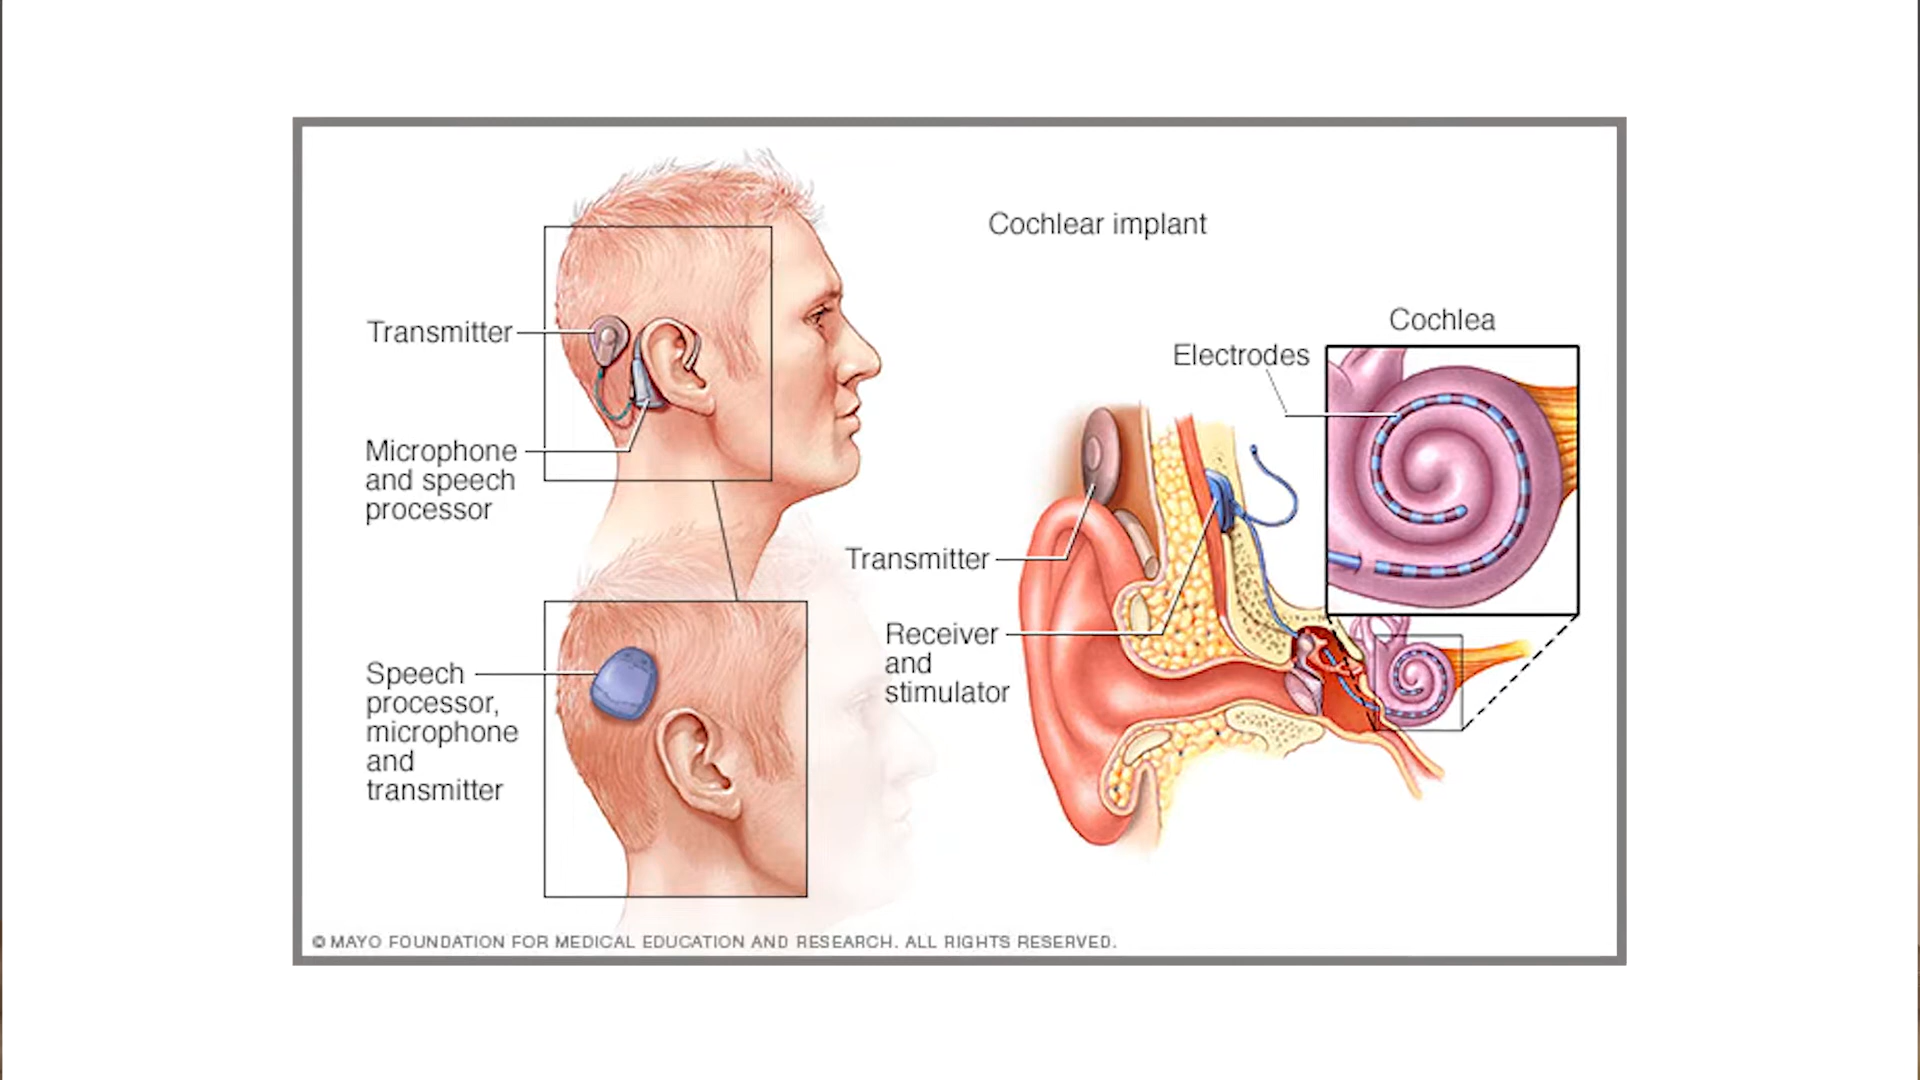 Cochlear implant
Transmitter
Microphone
and speech
processor
Speech
processor,
microphone
and
transmitter
Transmitter
Receiver
and
stimulator
Cochlea
Electrodes
© MAYO FOUNDATION FOR MEDICAL EDUCATION AND RESEARCH. ALL RIGHTS RESERVED.